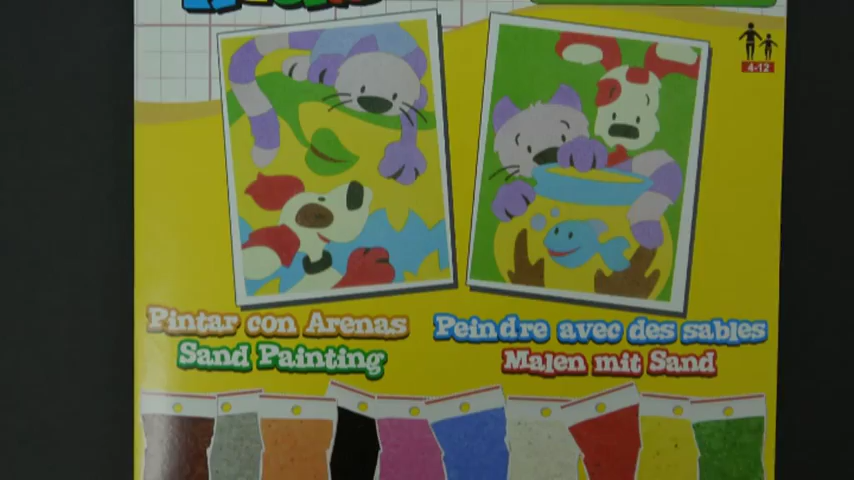 4-12
Pintar con Arenas
Sand Painting
Peindre avec des sables
Malen mit Sand